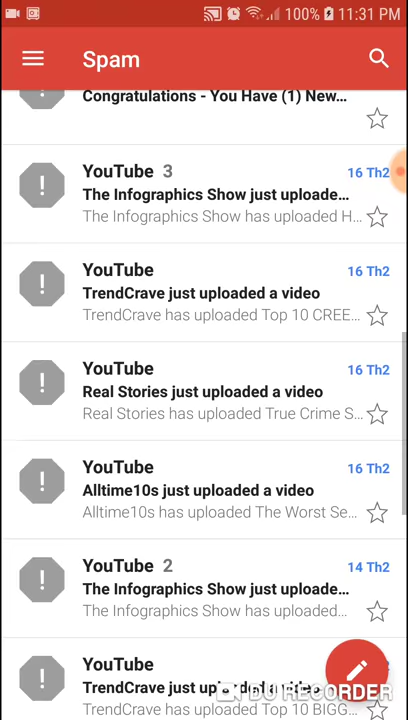 100% 11:31 PM
Spam
Congratulations - You Have (1) New...
YouTube 3 16 Th2
The Infographics Show just uploade...
The Infographics Show has uploaded H...
YouTube 16 Th2
TrendCrave just uploaded a video
TrendCrave has uploaded Top 10 CREE...
YouTube 16 Th2
Real Stories just uploaded a video
Real Stories has uploaded True Crime S...
YouTube 16 Th2
Alltime10s just uploaded a video
Alltime10s has uploaded The Worst Se...
YouTube 2 14 Th2
The Infographics Show just uploade...
The Infographics Show has uploaded...
YouTube
TrendCrave just uploaded a video
DU RECORDER
TrendCrave has uploaded Top 10 BIGG...